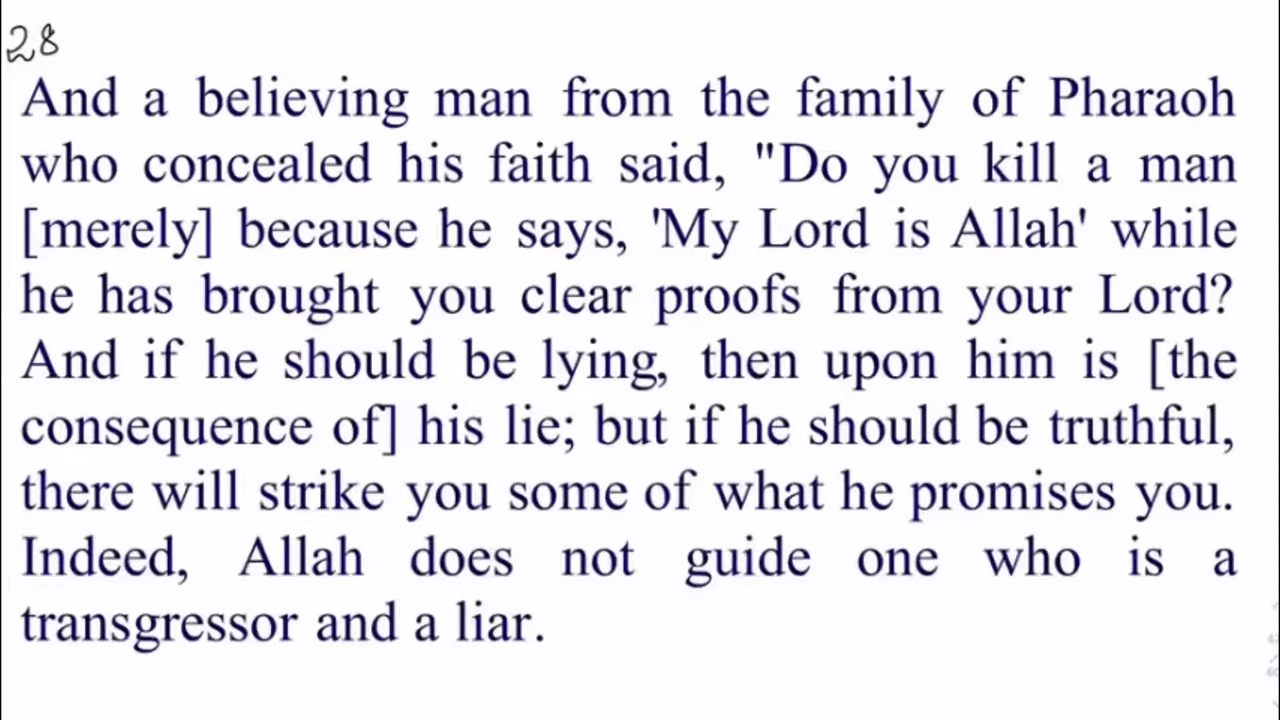 28
And a believing man from the family of Pharaoh
who concealed his faith said, "Do you kill a man
[merely] because he says, 'My Lord is Allah' while
he has brought you clear proofs from your Lord?
And if he should be lying, then upon him is [the
consequence of] his lie; but if he should be truthful,
there will strike you some of what he promises you.
Indeed, Allah does not guide one who is a
transgressor and a liar.